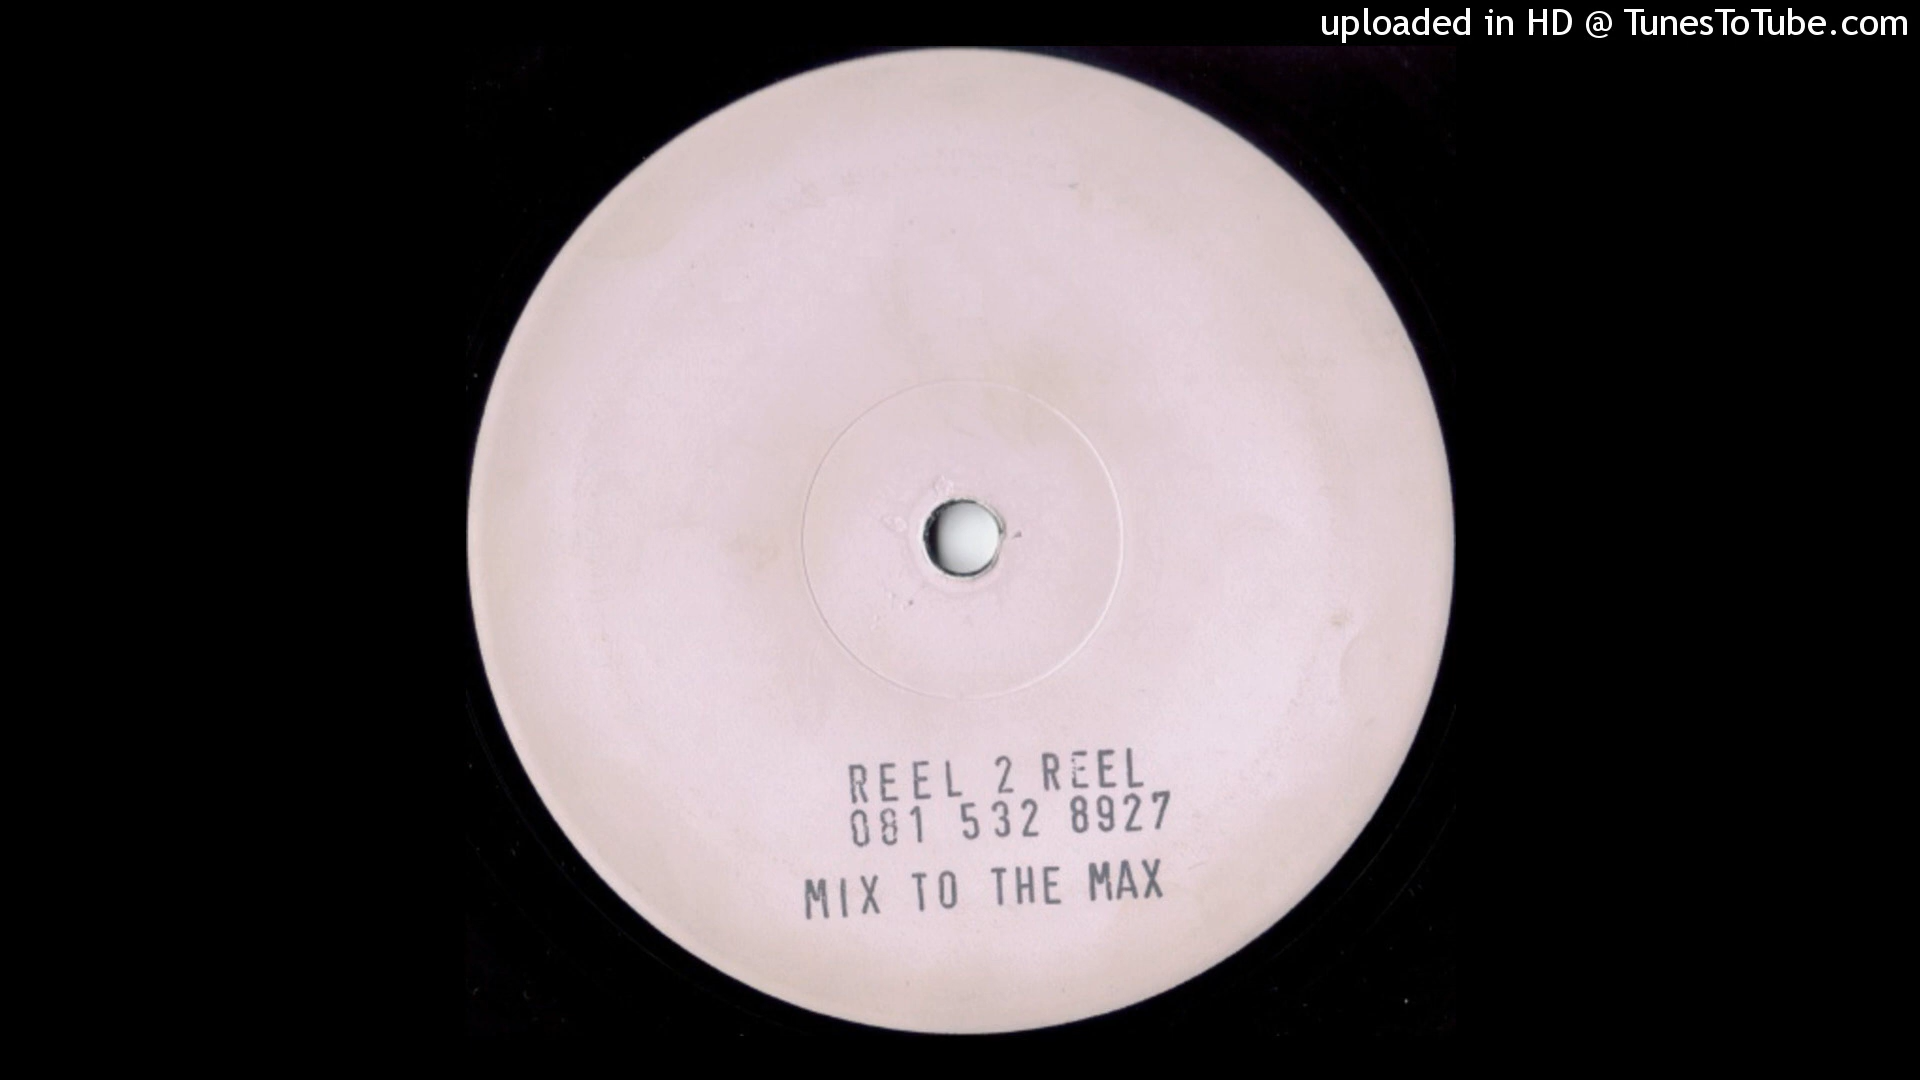 uploaded in HD @ TunesToTube.com
REEL 2 REEL
081 532 8927
MIX TO THE MAX